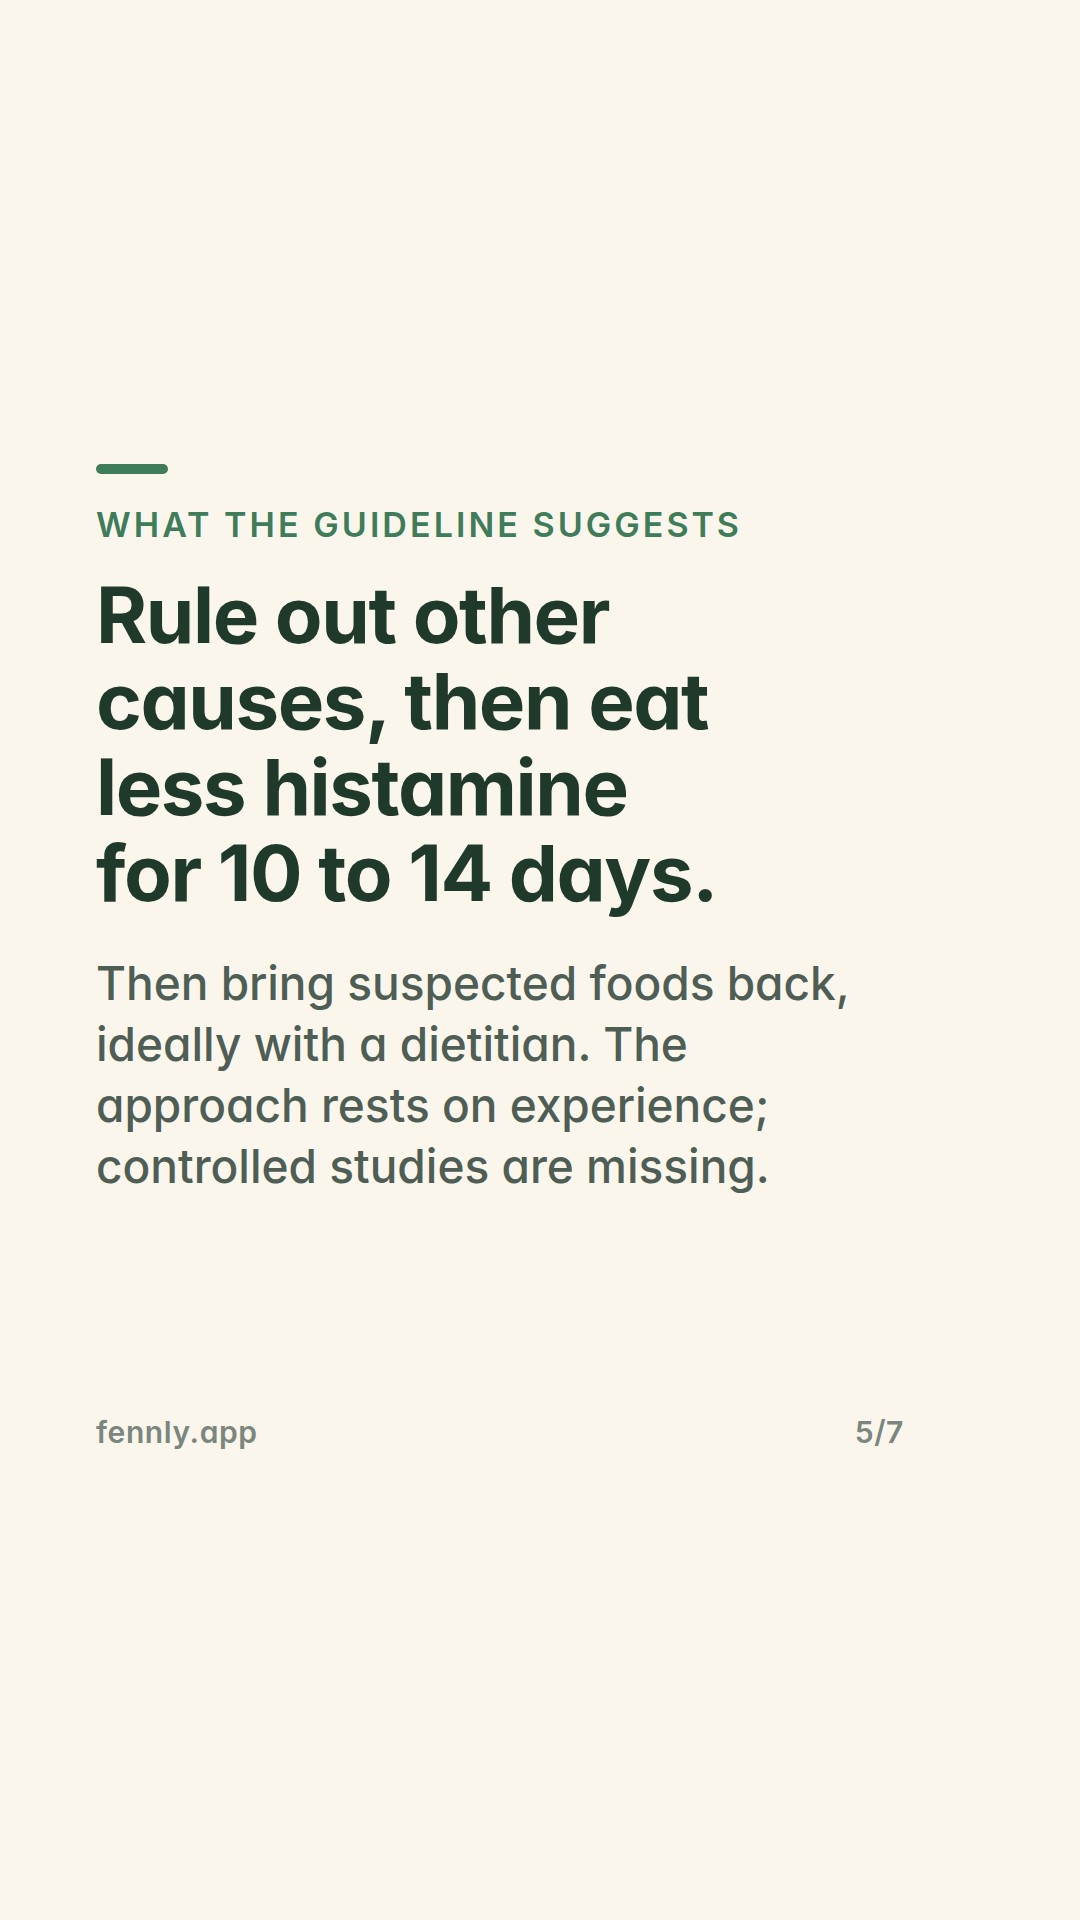 WHAT THE GUIDELINE SUGGESTS
Rule out other
causes, then eat
less histamine
for 10 to 14 days.
Then bring suspected foods back,
ideally with a dietitian. The
approach rests on experience;
controlled studies are missing.
fennly.app
5/7